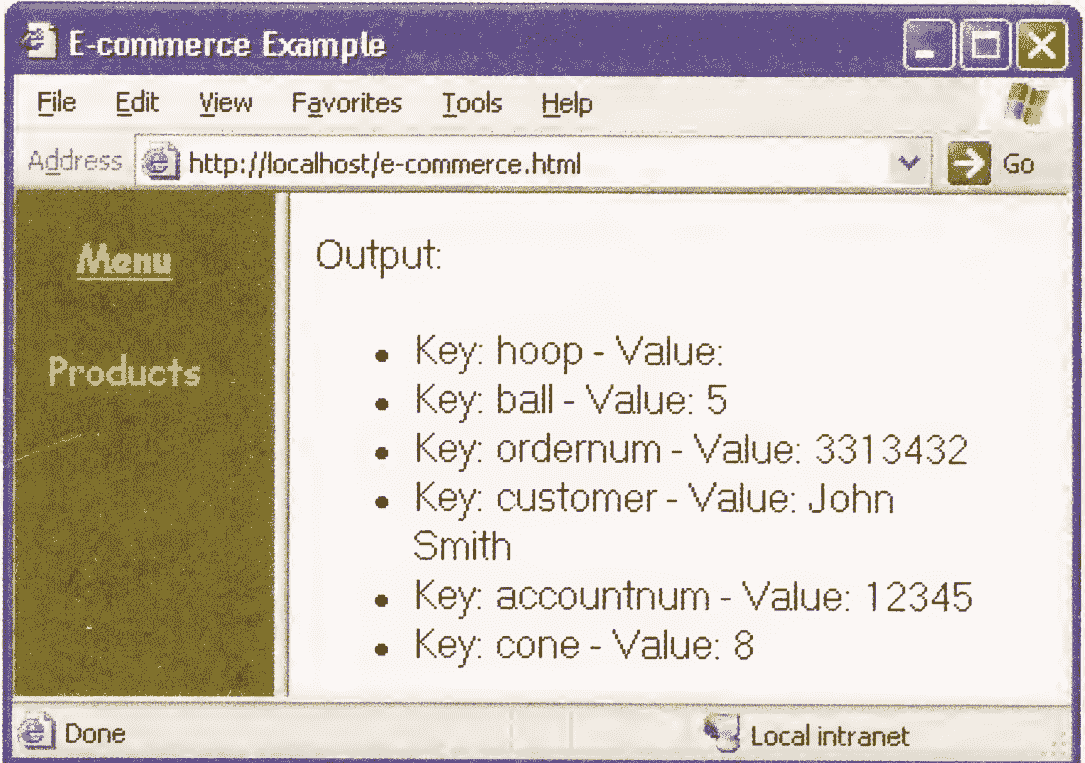 E-commerce Example
File Edit View Favorites Tools Help
Address http://localhost/e-commerce.html Go
Menu
Products
Output:
Key: hoop - Value:
Key: ball - Value: 5
Key: ordernum - Value: 3313432
Key: customer - Value: John
Smith
Key: accountnum - Value: 12345
Key: cone - Value: 8
Done Local intranet